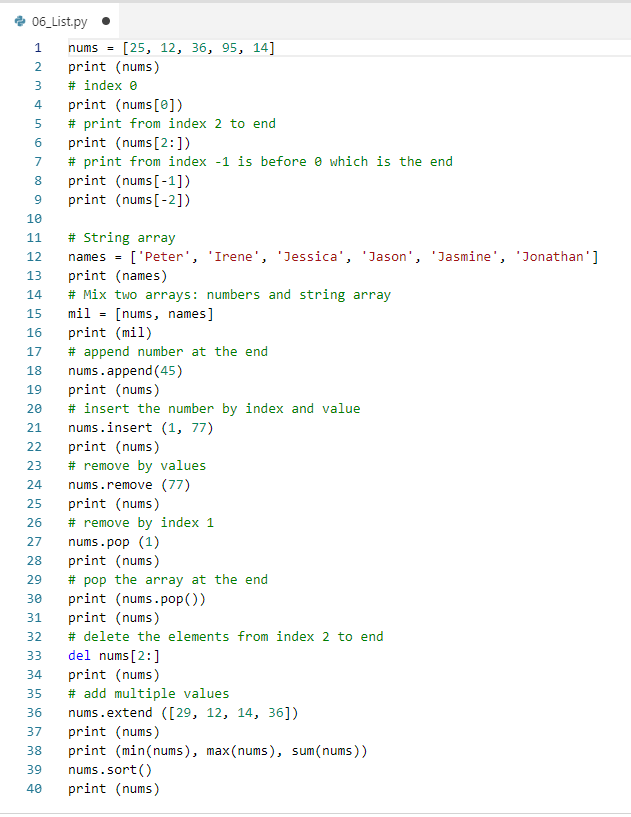 06_List.py
1 nums = [25, 12, 36, 95, 14]
2 print (nums)
3 # index 0
4 print (nums[0])
5 # print from index 2 to end
6 print (nums[2:])
7 # print from index -1 is before 0 which is the end
8 print (nums[-1])
9 print (nums[-2])
10
11 # String array
12 names = ['Peter', 'Irene', 'Jessica', 'Jason', 'Jasmine', 'Jonathan']
13 print (names)
14 # Mix two arrays: numbers and string array
15 mil = [nums, names]
16 print (mil)
17 # append number at the end
18 nums.append(45)
19 print (nums)
20 # insert the number by index and value
21 nums.insert (1, 77)
22 print (nums)
23 # remove by values
24 nums.remove (77)
25 print (nums)
26 # remove by index 1
27 nums.pop (1)
28 print (nums)
29 # pop the array at the end
30 print (nums.pop())
31 print (nums)
32 # delete the elements from index 2 to end
33 del nums[2:]
34 print (nums)
35 # add multiple values
36 nums.extend ([29, 12, 14, 36])
37 print (nums)
38 print (min(nums), max(nums), sum(nums))
39 nums.sort()
40 print (nums)